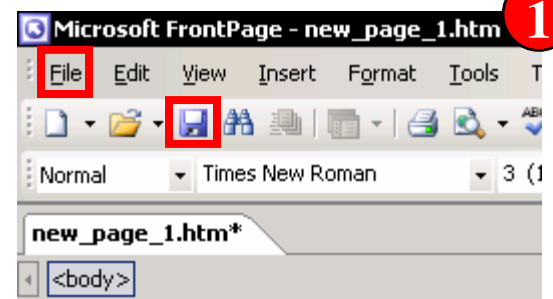 Microsoft FrontPage - new_page_1.htm
1
File Edit View Insert Format Tools T
ABC
Normal Times New Roman 3 (1
new_page_1.htm*
<body>